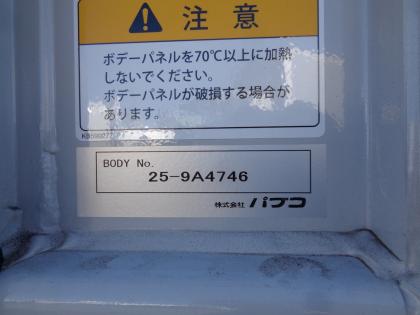 注意
ボデーパネルを70℃以上に加熱
しないでください。
ボデーパネルが破損する場合が
あります。
BODY No.
25-9A4746
株式会社 パブコ